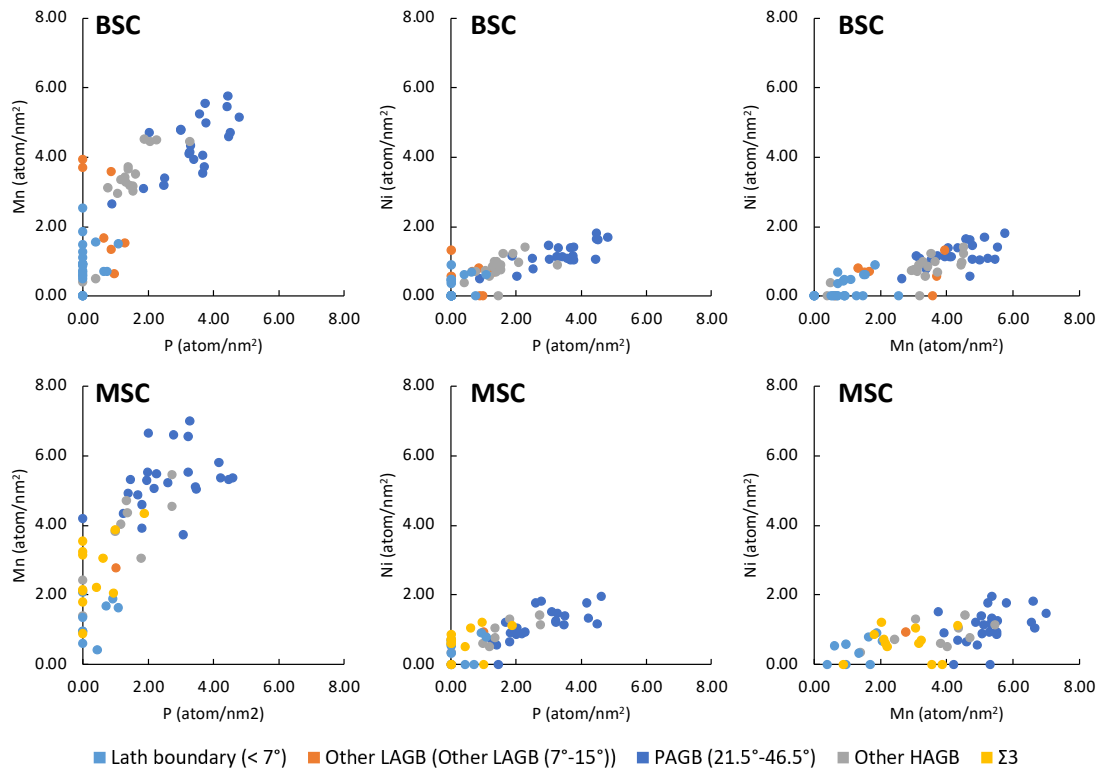 BSC
8.00
6.00
4.00
2.00
0.00
Mn (atom/nm²)
0.00 2.00 4.00 6.00 8.00
P (atom/nm²)
BSC
8.00
6.00
4.00
2.00
0.00
Ni (atom/nm²)
0.00 2.00 4.00 6.00 8.00
P (atom/nm²)
BSC
8.00
6.00
4.00
2.00
0.00
Ni (atom/nm²)
0.00 2.00 4.00 6.00 8.00
Mn (atom/nm²)
MSC
8.00
6.00
4.00
2.00
0.00
Mn (atom/nm²)
0.00 2.00 4.00 6.00 8.00
P (atom/nm2)
MSC
8.00
6.00
4.00
2.00
0.00
Ni (atom/nm²)
0.00 2.00 4.00 6.00 8.00
P (atom/nm²)
MSC
8.00
6.00
4.00
2.00
0.00
Ni (atom/nm²)
0.00 2.00 4.00 6.00 8.00
Mn (atom/nm²)
Lath boundary (< 7°) Other LAGB (Other LAGB (7°-15°)) PAGB (21.5°-46.5°) Other HAGB Σ3